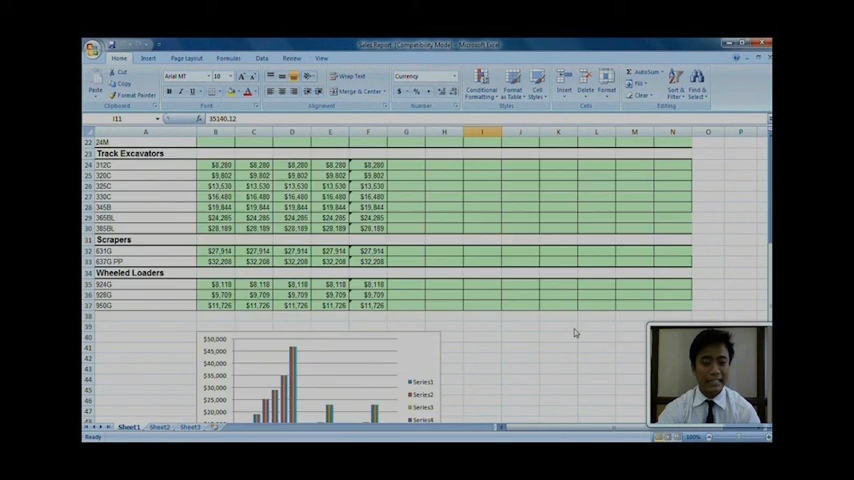 Sales Report [Compatibility Mode] - Microsoft Excel
Home Insert Page Layout Formulas Data Review View
Cut
Copy
Paste
Format Painter
Clipboard
Arial MT 10
Font
Wrap Text
Merge & Center
Alignment
Currency
Number
Conditional Formatting
Format as Table
Cell Styles
Styles
Insert Delete Format
Cells
AutoSum
Fill
Clear
Sort & Filter
Find & Select
Editing
I11 35140.12
A B C D E F G H I J K L M N O P
22 24M
23 Track Excavators
24 312C $8,280 $8,280 $8,280 $8,280 $8,280
25 320C $9,802 $9,802 $9,802 $9,802 $9,802
26 325C $13,530 $13,530 $13,530 $13,530 $13,530
27 330C $16,480 $16,480 $16,480 $16,480 $16,480
28 345B $19,844 $19,844 $19,844 $19,844 $19,844
29 365BL $24,285 $24,285 $24,285 $24,285 $24,285
30 385BL $28,189 $28,189 $28,189 $28,189 $28,189
31 Scrapers
32 631G $27,914 $27,914 $27,914 $27,914 $27,914
33 637G PP $32,208 $32,208 $32,208 $32,208 $32,208
34 Wheeled Loaders
35 924G $8,118 $8,118 $8,118 $8,118 $8,118
36 928G $9,709 $9,709 $9,709 $9,709 $9,709
37 950G $11,726 $11,726 $11,726 $11,726 $11,726
38
39
40 $50,000
41 $45,000
42 $40,000
43 $35,000
44 $30,000 Series1
45 $25,000 Series2
46 $20,000 Series3
47 Series4
Sheet1 Sheet2 Sheet3
Ready 100%